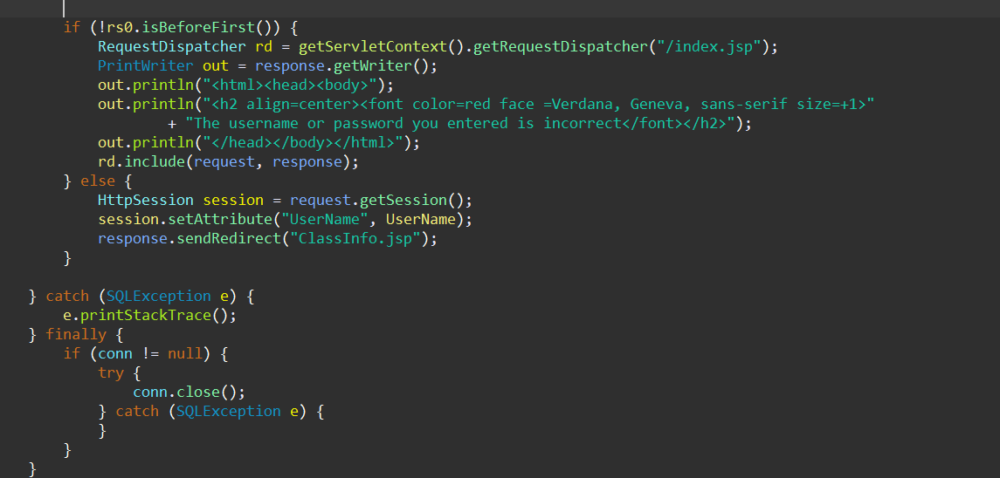 if (!rs0.isBeforeFirst()) {
RequestDispatcher rd = getServletContext().getRequestDispatcher("/index.jsp");
PrintWriter out = response.getWriter();
out.println("<html><head><body>");
out.println("<h2 align=center><font color=red face =Verdana, Geneva, sans-serif size=+1>"
+ "The username or password you entered is incorrect</font></h2>");
out.println("</head></body></html>");
rd.include(request, response);
} else {
HttpSession session = request.getSession();
session.setAttribute("UserName", UserName);
response.sendRedirect("ClassInfo.jsp");
}
} catch (SQLException e) {
e.printStackTrace();
} finally {
if (conn != null) {
try {
conn.close();
} catch (SQLException e) {
}
}
}